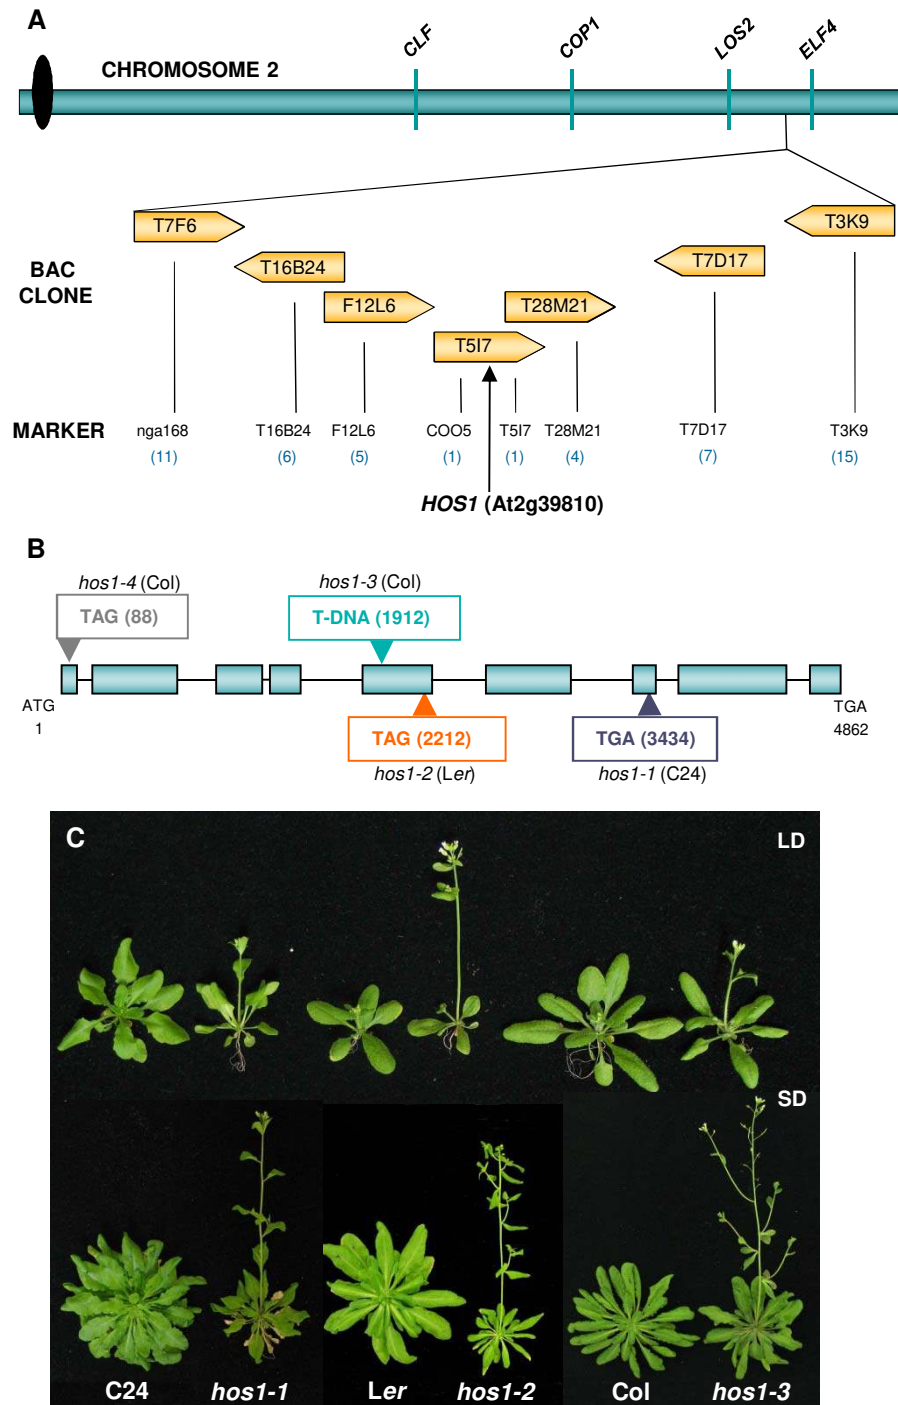 A
CLF
COP1
LOS2
ELF4
CHROMOSOME 2
T7F6
T3K9
BAC
CLONE
T16B24
T7D17
F12L6
T28M21
T5I7
MARKER
nga168
T16B24
F12L6
COO5
T5I7
T28M21
T7D17
T3K9
(11)
(6)
(5)
(1)
(1)
(4)
(7)
(15)
HOS1 (At2g39810)
B
hos1-4 (Col)
hos1-3 (Col)
TAG (88)
T-DNA (1912)
ATG
1
TGA
4862
TAG (2212)
TGA (3434)
hos1-2 (Ler)
hos1-1 (C24)
C
LD
SD
C24
hos1-1
Ler
hos1-2
Col
hos1-3